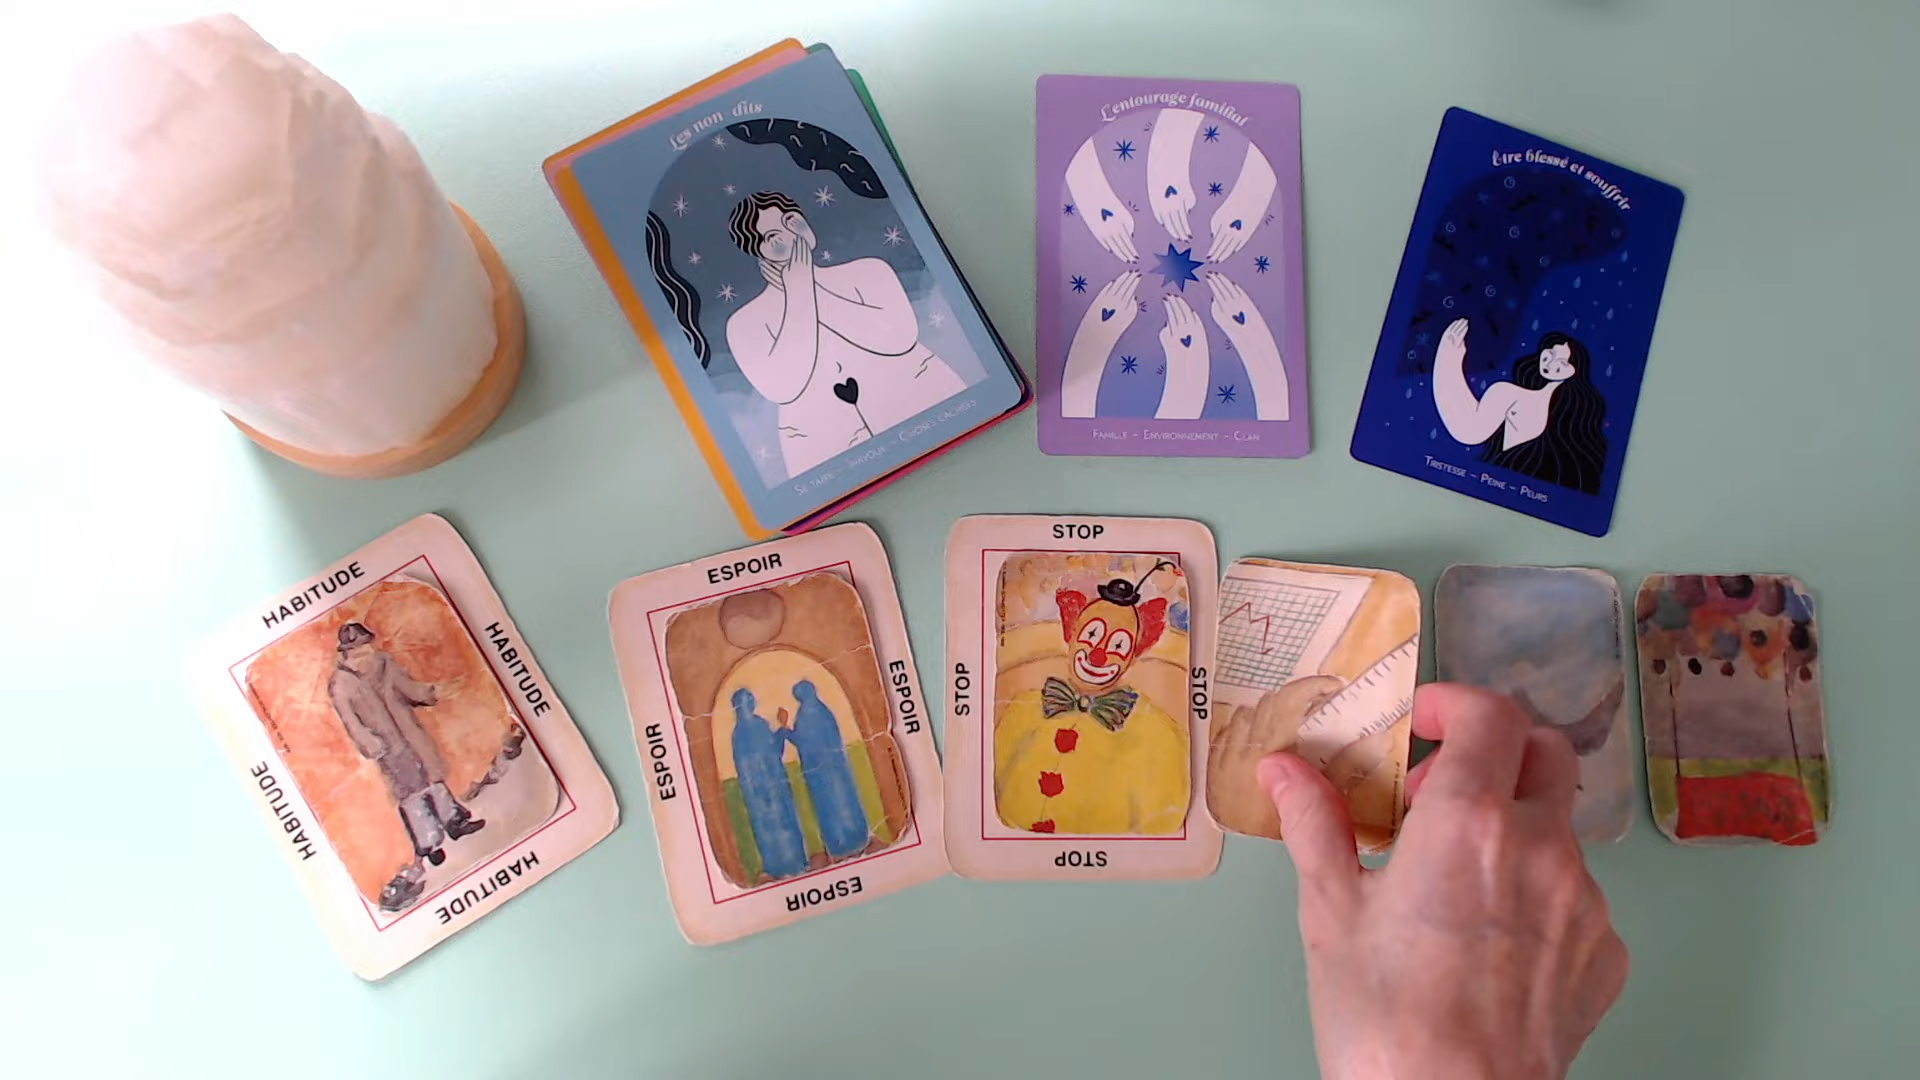 Les non dits
Se taire - Inavoué - Choses cachées
L'entourage familial
Famille - Environnement - Clan
Être blessé et souffrir
Tristesse - Peine - Peurs
HABITUDE
HABITUDE
HABITUDE
HABITUDE
ESPOIR
ESPOIR
ESPOIR
ESPOIR
STOP
STOP
STOP
STOP